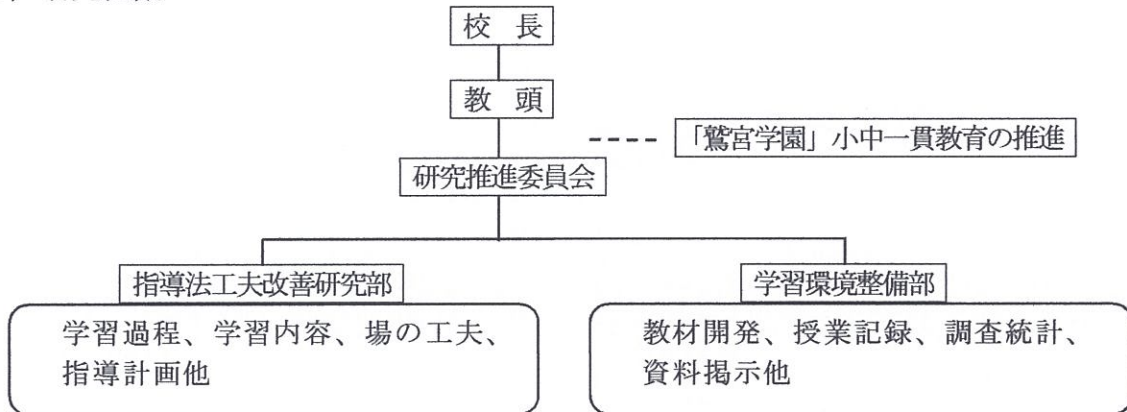 校 長
教 頭
「鷲宮学園」小中一貫教育の推進
研究推進委員会
指導法工夫改善研究部
学習環境整備部
学習過程、学習内容、場の工夫、
指導計画他
教材開発、授業記録、調査統計、
資料掲示他